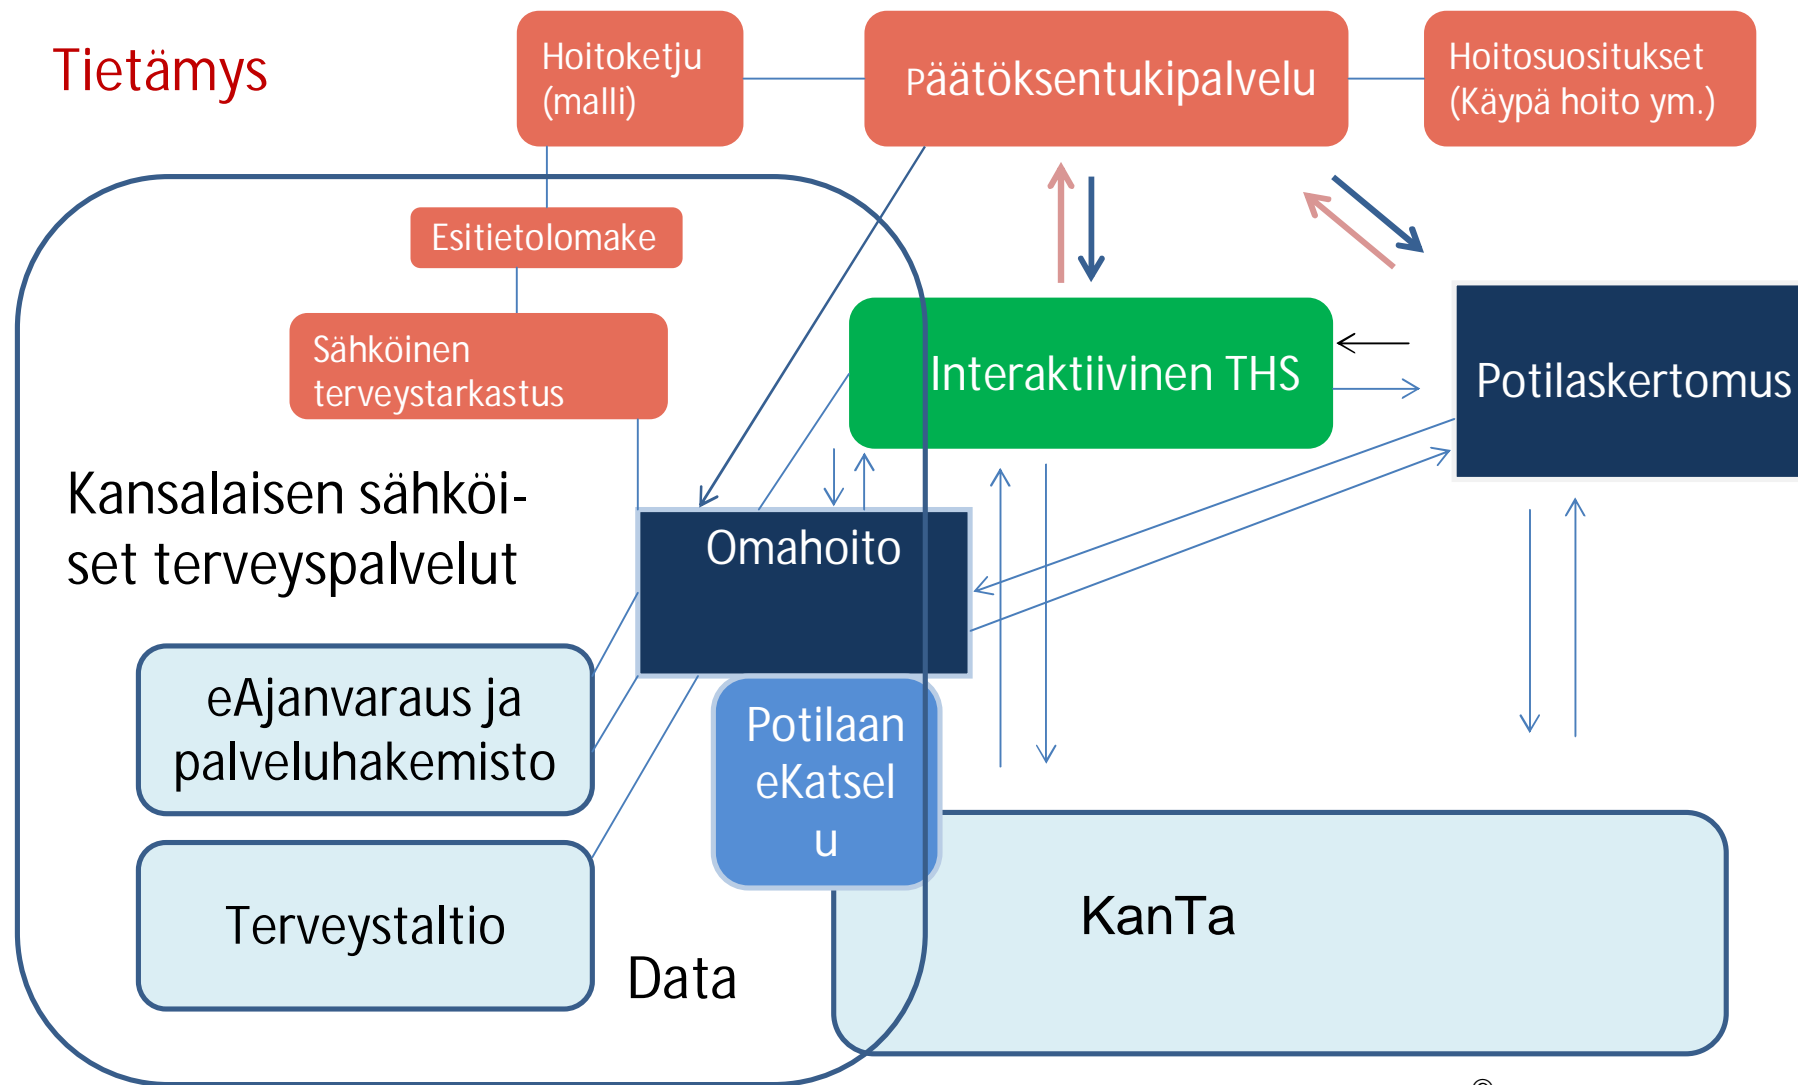 Tietämys
Hoitoketju
(malli)
Päätöksentukipalvelu
Hoitosuositukset
(Käypä hoito ym.)
Esitietolomake
Sähköinen
terveystarkastus
Interaktiivinen THS
Potilaskertomus
Kansalaisen sähköi-
set terveyspalvelut
Omahoito
eAjanvaraus ja
palveluhakemisto
Potilaan
eKatsel
u
Terveystaltio
KanTa
Data